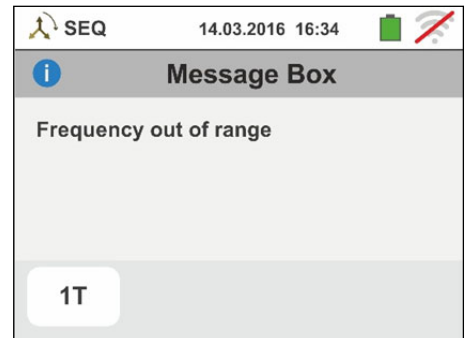 SEQ 14.03.2016 16:34
i Message Box
Frequency out of range
1T